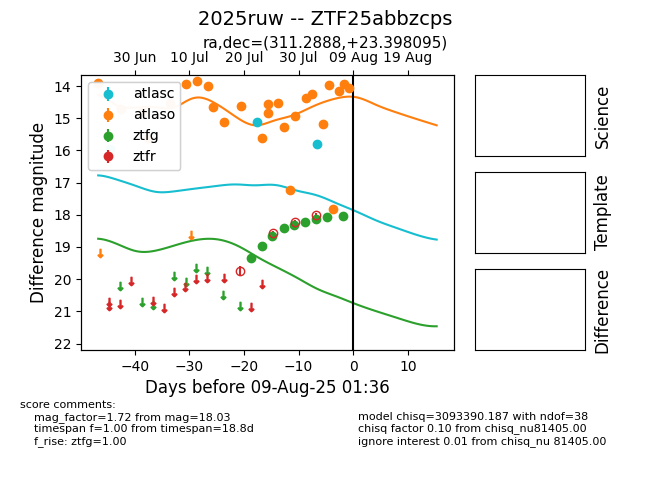 2025ruw -- ZTF25abbzcps
ra,dec=(311.2888,+23.398095)
30 Jun 10 Jul 20 Jul 30 Jul 09 Aug 19 Aug
atlasc
atlaso
ztfg
ztfr
14
15
16
17
18
19
20
21
22
Difference magnitude
−40 −30 −20 −10 0 10
Days before 09-Aug-25 01:36
Science
Template
Difference
score comments:
mag_factor=1.72 from mag=18.03
timespan f=1.00 from timespan=18.8d
f_rise: ztfg=1.00
model chisq=3093390.187 with ndof=38
chisq factor 0.10 from chisq_nu81405.00
ignore interest 0.01 from chisq_nu 81405.00